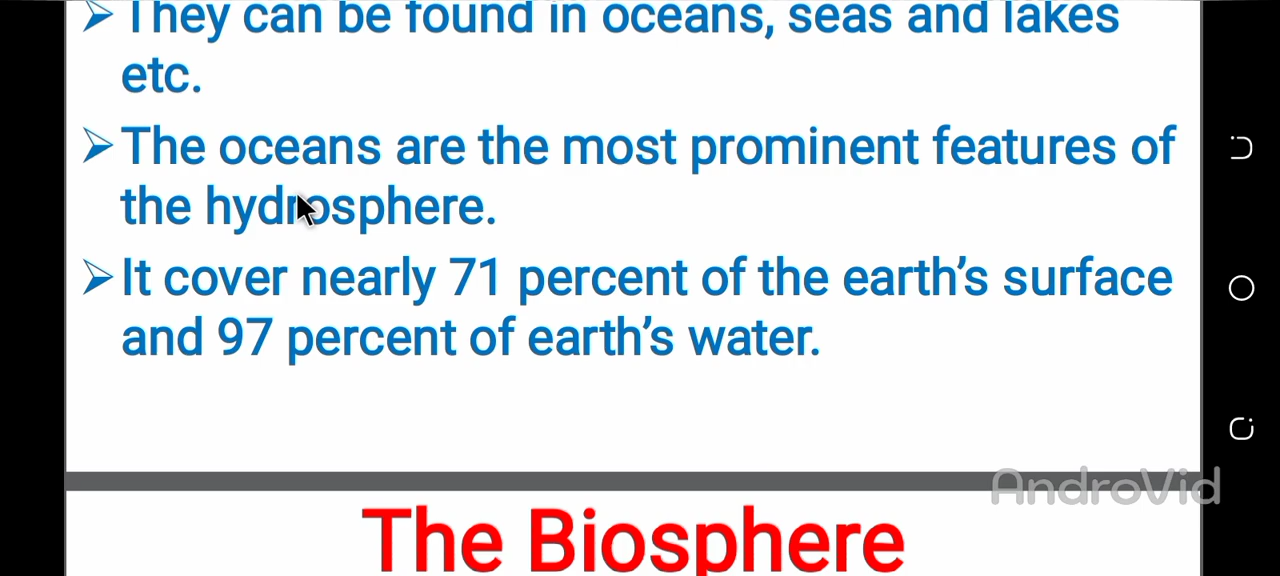 They can be found in oceans, seas and lakes
etc.
The oceans are the most prominent features of
the hydrosphere.
It cover nearly 71 percent of the earth's surface
and 97 percent of earth's water.
AndroVid
The Biosphere